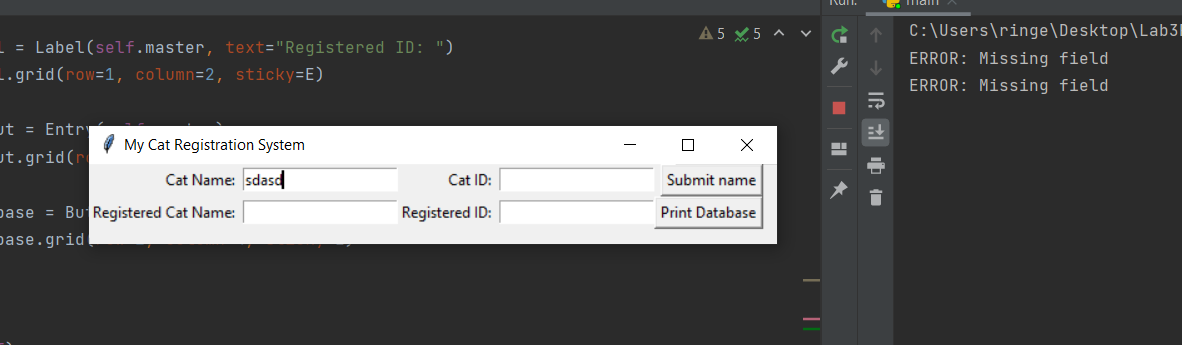 Run: main
5 5
l = Label(self.master, text="Registered ID: ")
l.grid(row=1, column=2, sticky=E)
ut = Entry(
ut.grid(
base = Bu
base.grid(
My Cat Registration System
Cat Name: sdasd Cat ID: Submit name
Registered Cat Name: Registered ID: Print Database
C:\Users\ringe\Desktop\Lab3
ERROR: Missing field
ERROR: Missing field